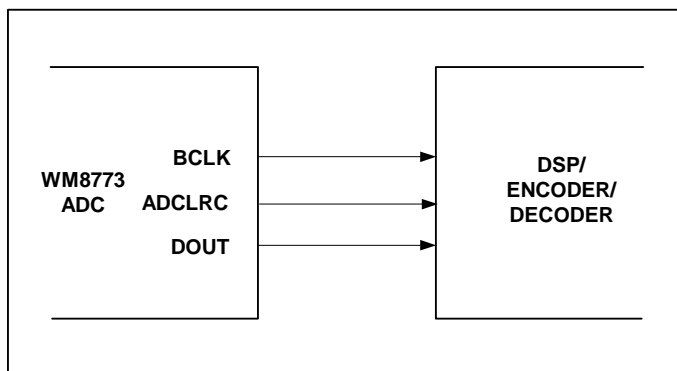 WM8773
ADC
BCLK
ADCLRC
DOUT
DSP/
ENCODER/
DECODER